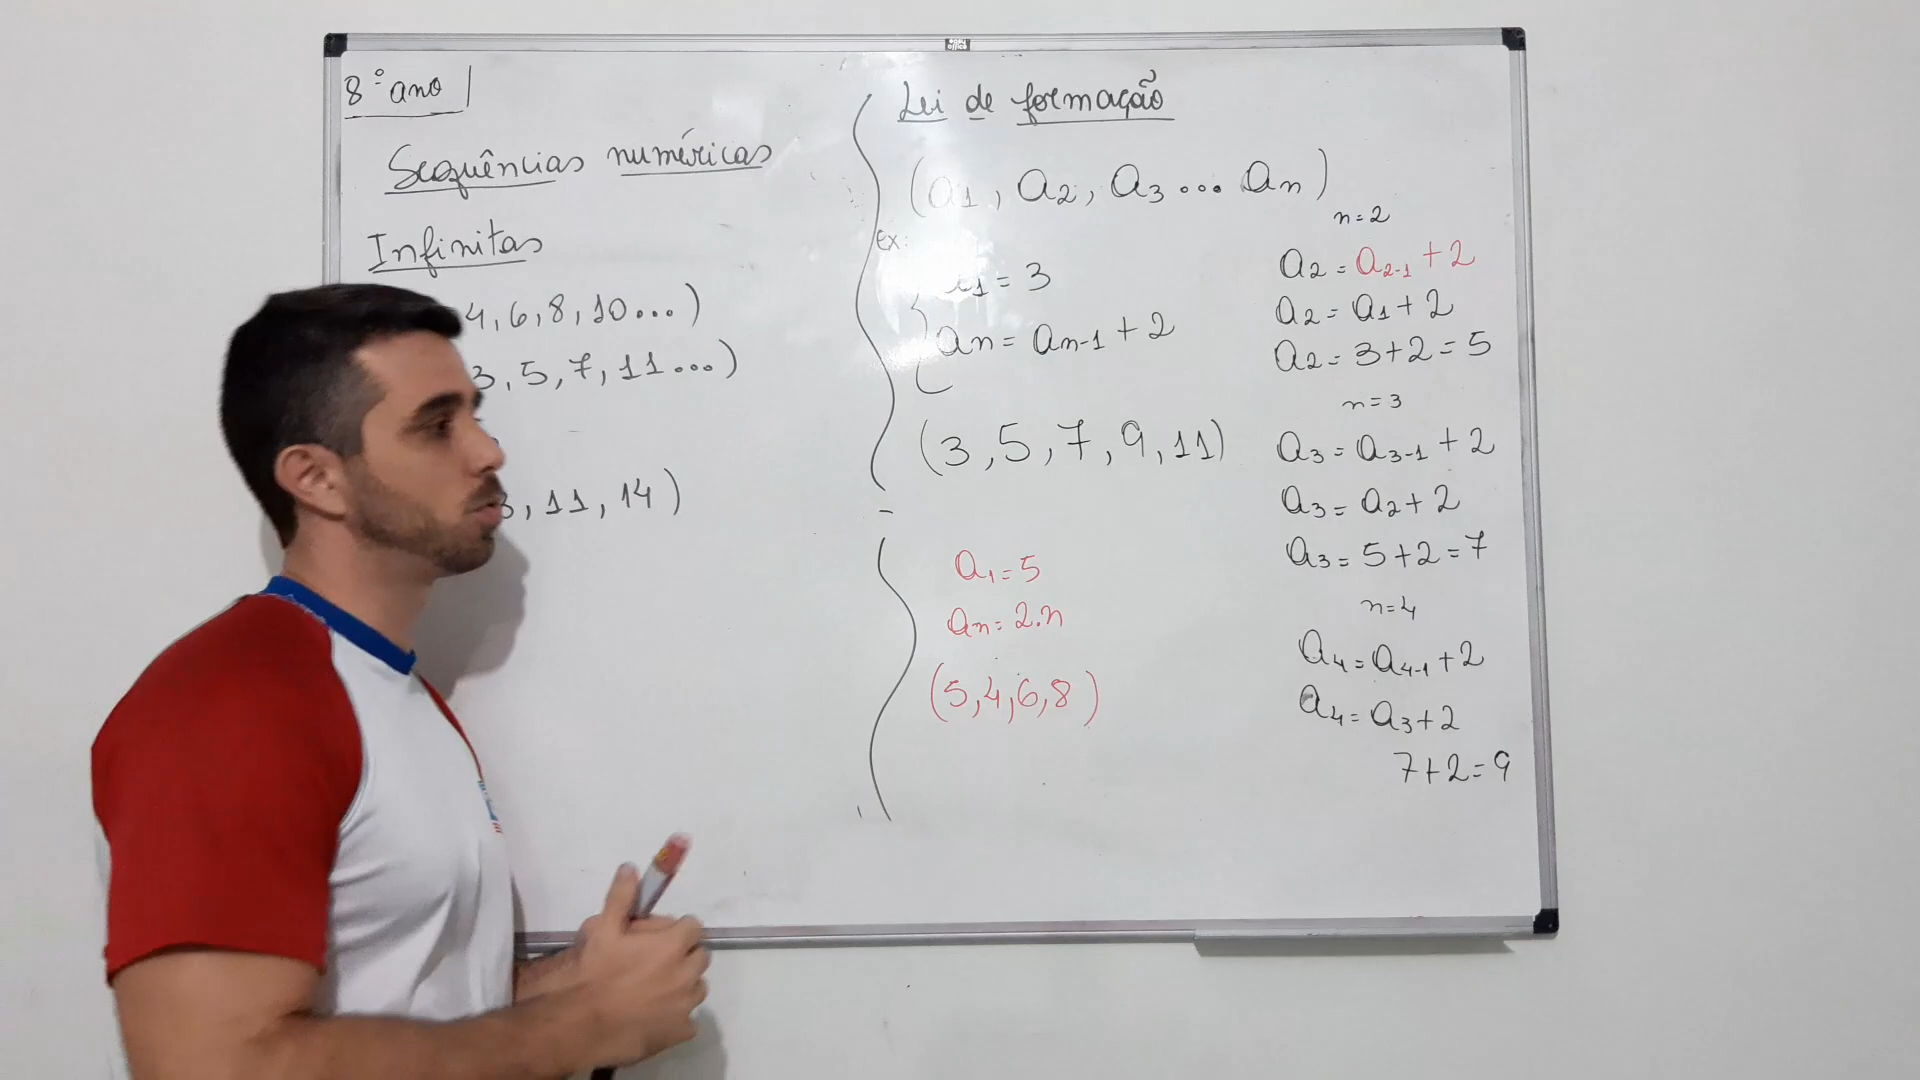 8º ano
Sequências numéricas
Infinitas
4, 6, 8, 10...)
3, 5, 7, 11...)
, 11, 14)
Lei de formação
(a1, a2, a3... an)
Ex:
1 = 3
an = an-1 + 2
(3, 5, 7, 9, 11)
a1 = 5
an = 2.n
(5, 4, 6, 8)
n = 2
a2 = a2-1 + 2
a2 = a1 + 2
a2 = 3 + 2 = 5
n = 3
a3 = a3-1 + 2
a3 = a2 + 2
a3 = 5 + 2 = 7
n = 4
a4 = a4-1 + 2
a4 = a3 + 2
7 + 2 = 9